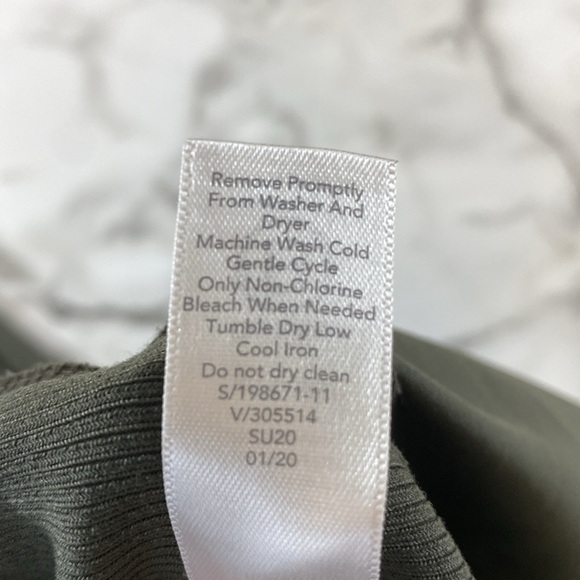 Remove Promptly
From Washer And
Dryer
Machine Wash Cold
Gentle Cycle
Only Non-Chlorine
Bleach When Needed
Tumble Dry Low
Cool Iron
Do not dry clean
S/198671-11
V/305514
SU20
01/20